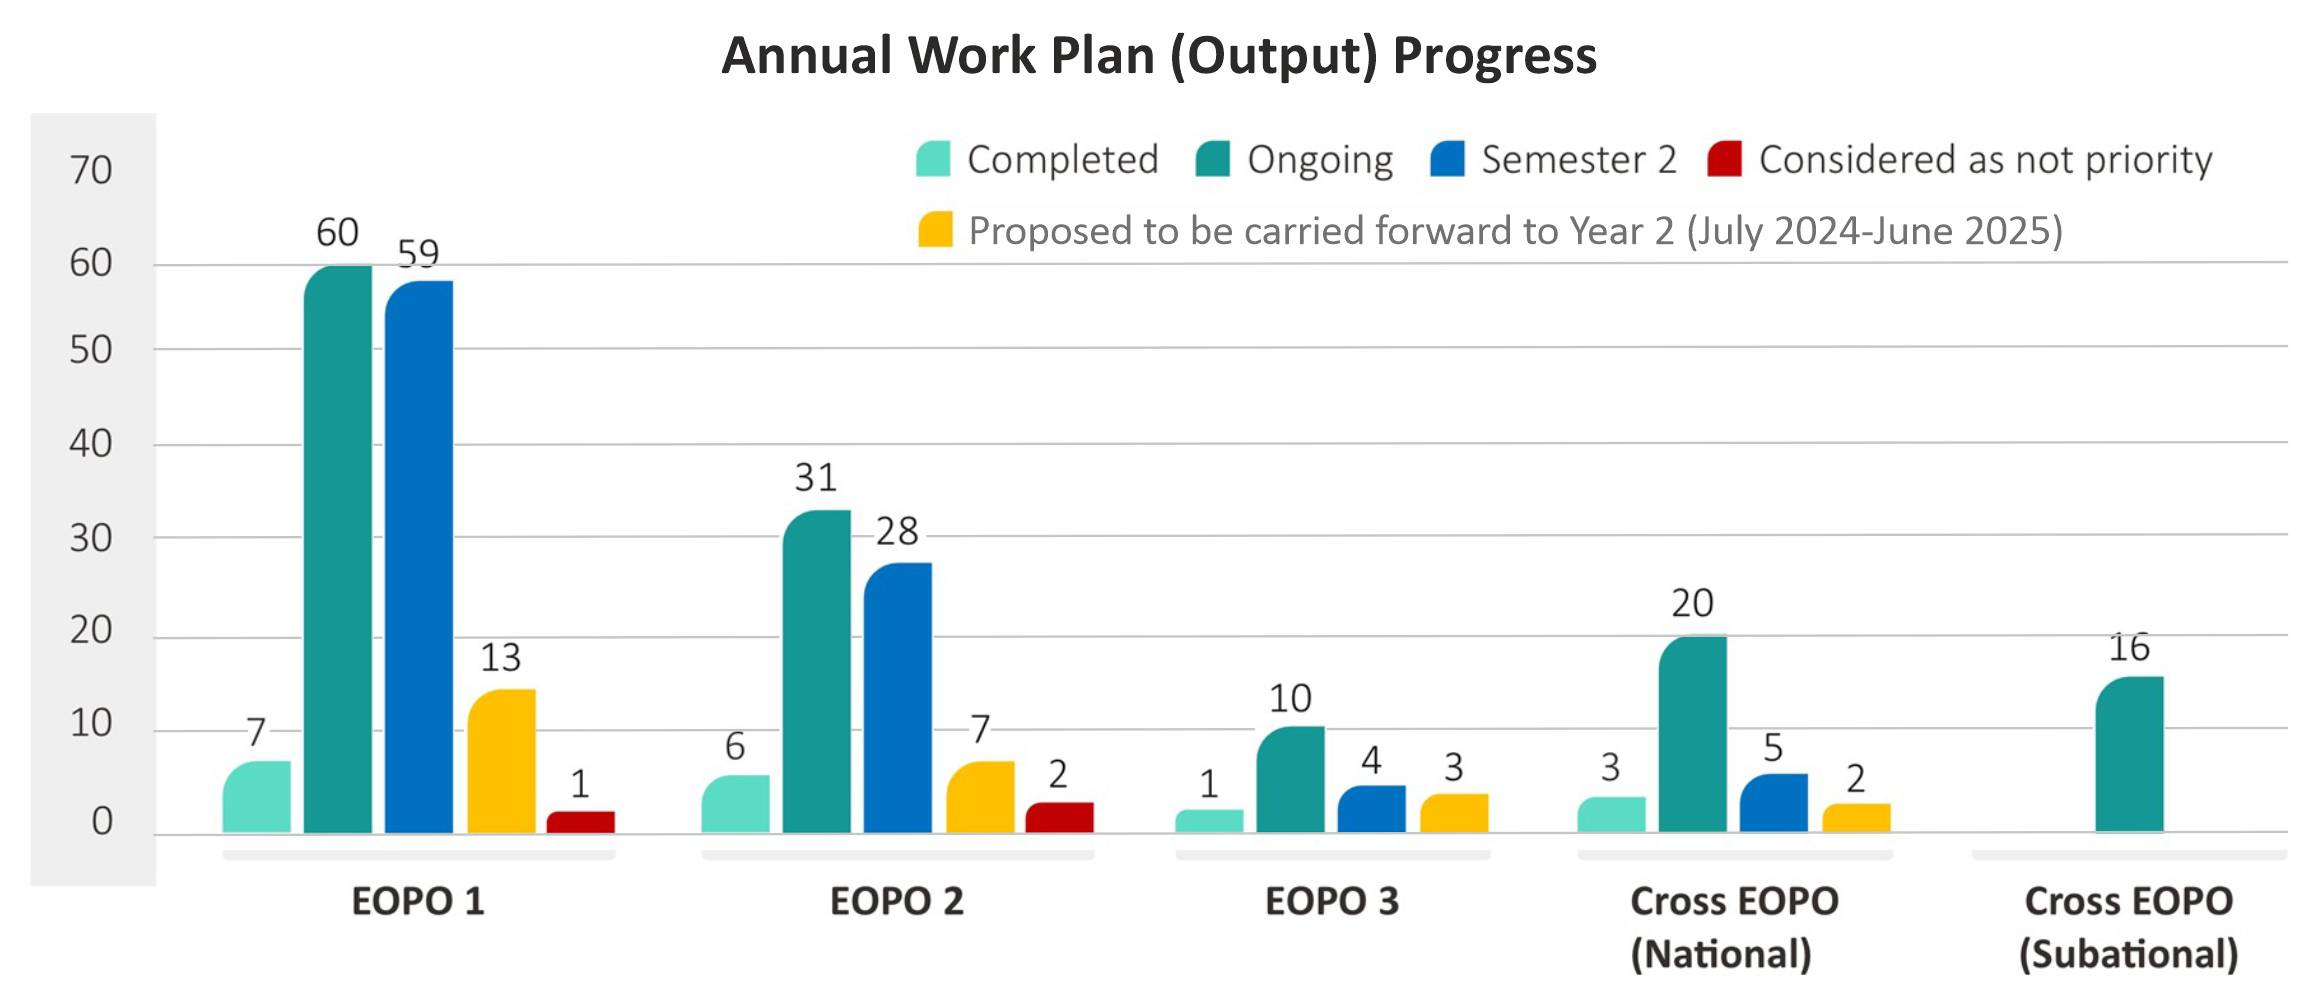 Annual Work Plan (Output) Progress
Completed Ongoing Semester 2 Considered as not priority
Proposed to be carried forward to Year 2 (July 2024-June 2025)
70
60
50
40
30
20
10
0
7 60 59 13 1
6 31 28 7 2
1 10 4 3
3 20 5 2
16
EOPO 1
EOPO 2
EOPO 3
Cross EOPO
(National)
Cross EOPO
(Subational)